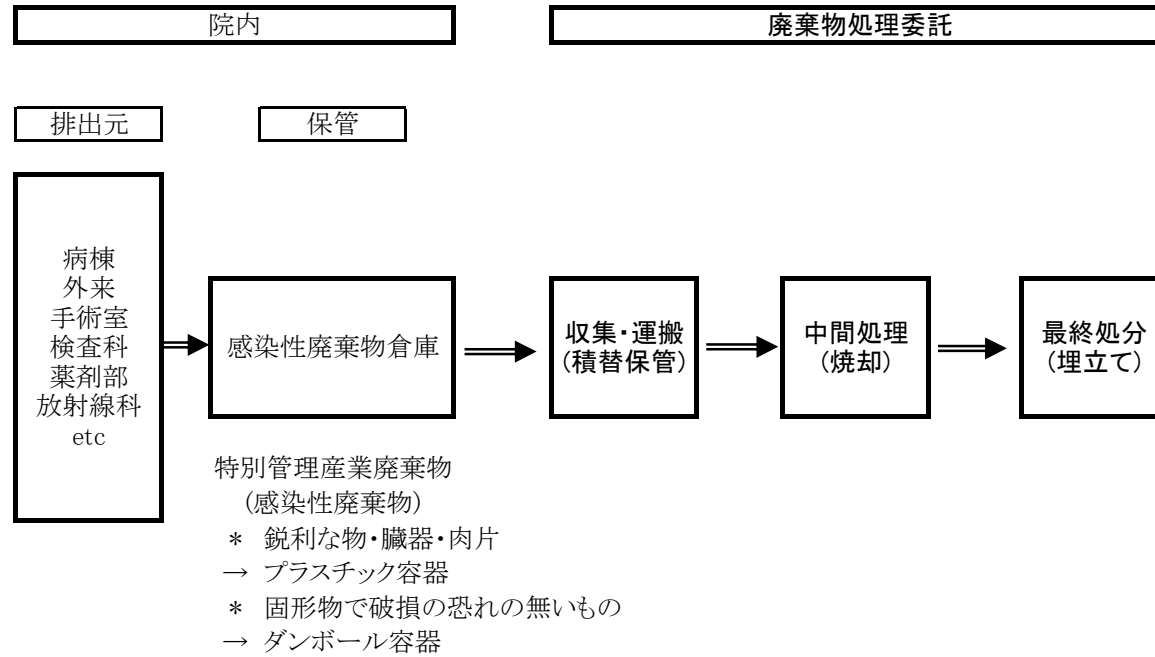 院内
廃棄物処理委託
排出元
保管
病棟
外来
手術室
検査科
薬剤部
放射線科
etc
感染性廃棄物倉庫
収集・運搬
(積替保管)
中間処理
(焼却)
最終処分
(埋立て)
特別管理産業廃棄物
(感染性廃棄物)
* 鋭利な物・臓器・肉片
→ プラスチック容器
* 固形物で破損の恐れの無いもの
→ ダンボール容器